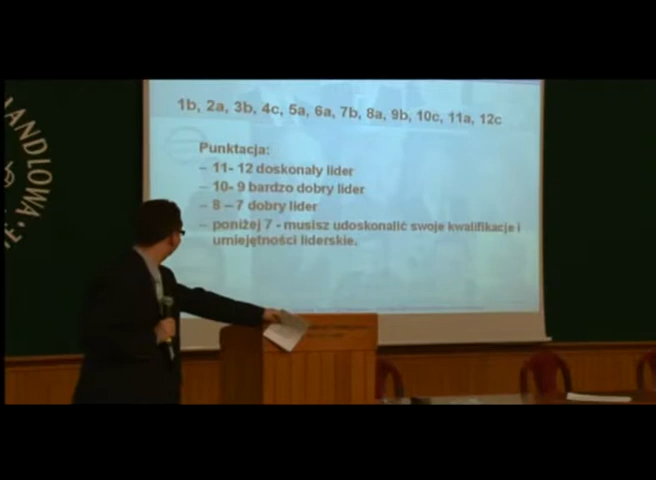 1b, 2a, 3b, 4c, 5a, 6a, 7b, 8a, 9b, 10c, 11a, 12c
Punktacja:
– 11- 12 doskonały lider
– 10- 9 bardzo dobry lider
– 8 – 7 dobry lider
– poniżej 7 - musisz udoskonalić swoje kwalifikacje i
umiejętności liderskie.
ANDLOWA